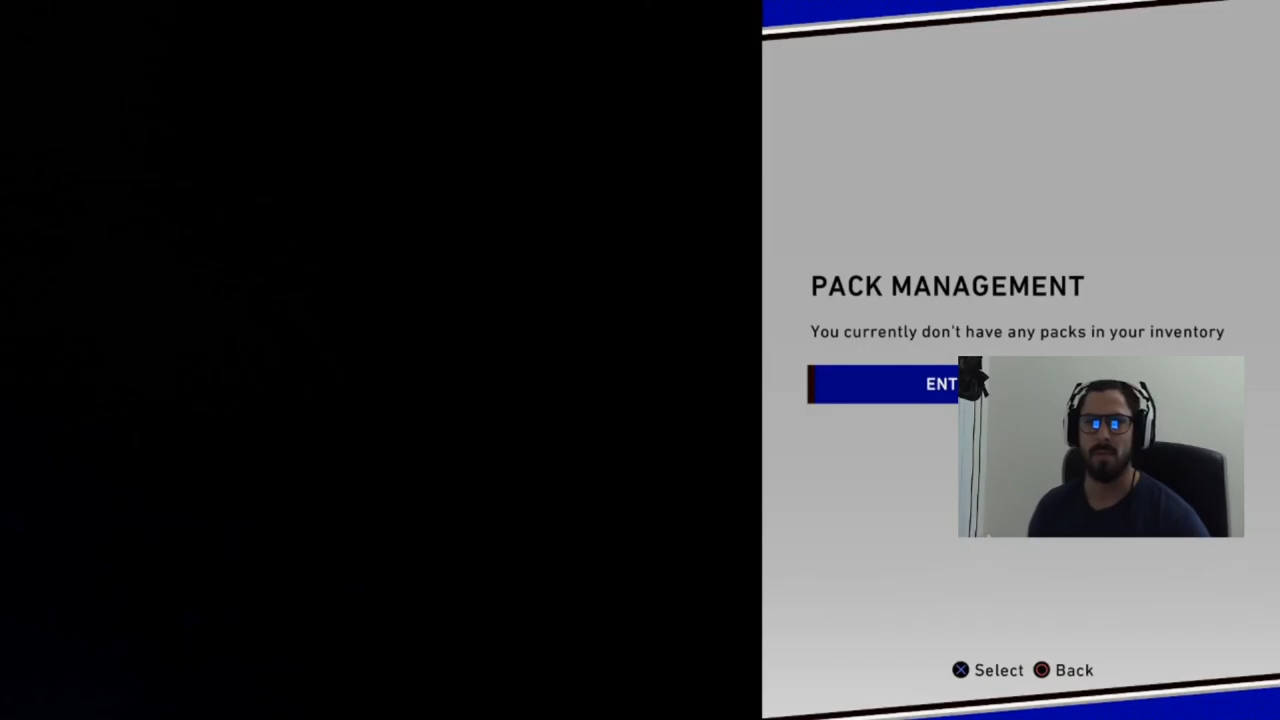 PACK MANAGEMENT
You currently don't have any packs in your inventory
ENT
Select Back